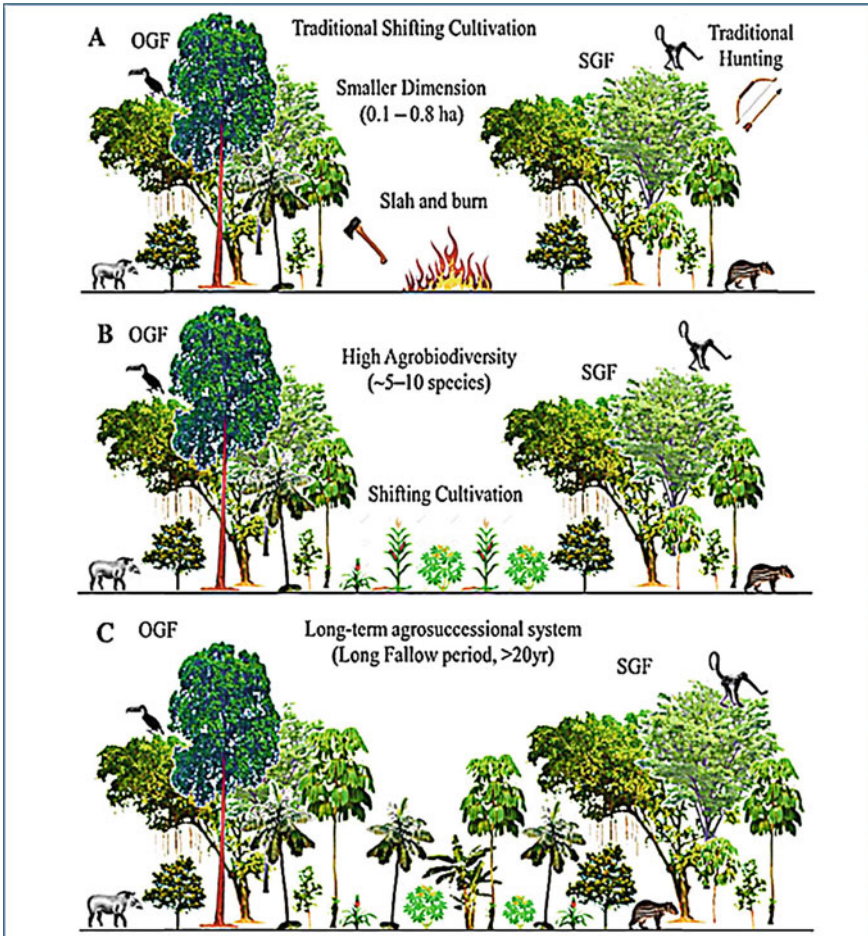 A
OGF
Traditional Shifting Cultivation
SGF
Traditional
Hunting
Smaller Dimension
(0.1 – 0.8 ha)
Slah and burn
B
OGF
High Agrobiodiversity
(~5–10 species)
SGF
Shifting Cultivation
C
OGF
Long-term agrosuccessional system
(Long Fallow period, >20yr)
SGF